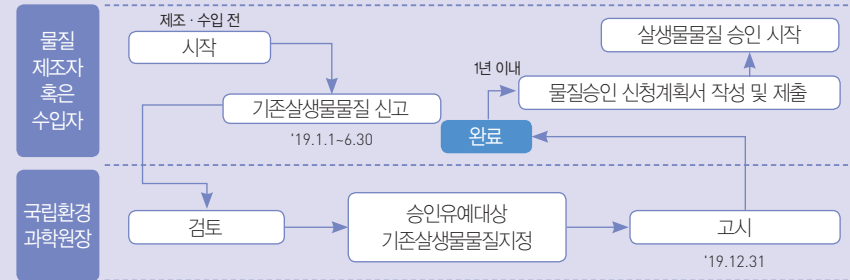 물질
제조자
혹은
수입자
제조 · 수입 전
시작
기존살생물물질 신고
'19.1.1~6.30
완료
1년 이내
물질승인 신청계획서 작성 및 제출
살생물물질 승인 시작
국립환경
과학원장
검토
승인유예대상
기존살생물물질지정
고시
'19.12.31